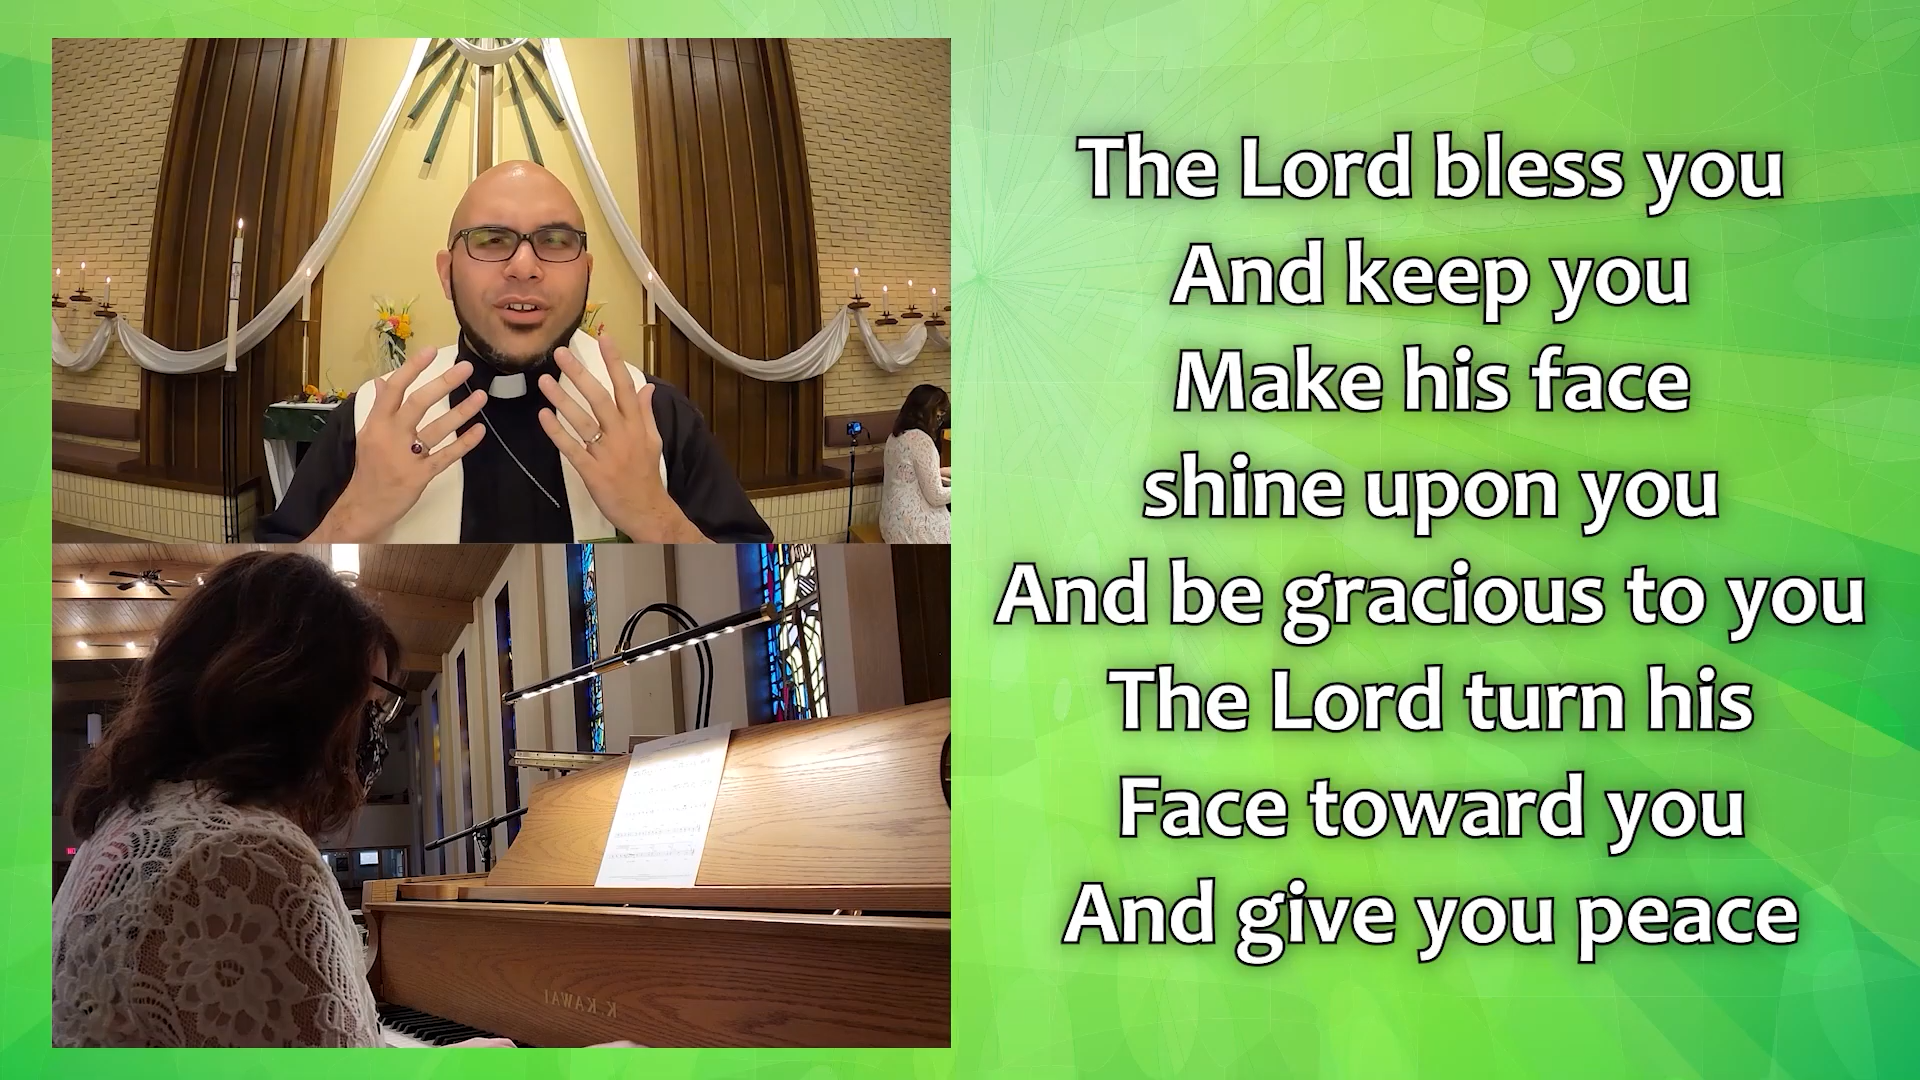 The Lord bless you
And keep you
Make his face
shine upon you
And be gracious to you
The Lord turn his
Face toward you
And give you peace
K.KAWAI